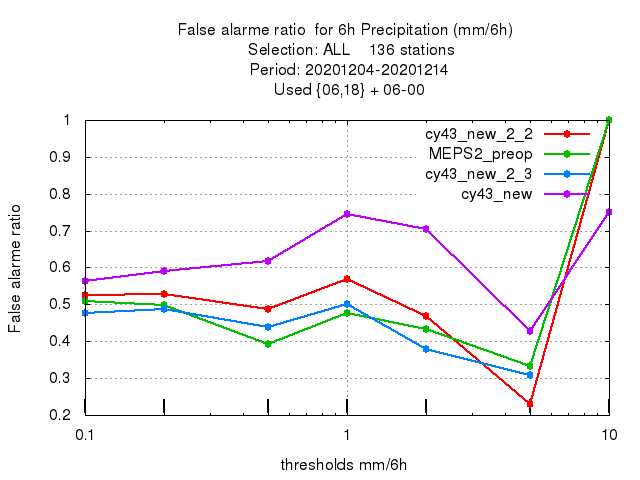 False alarme ratio  for 6h Precipitation (mm/6h)
Selection: ALL    136 stations
Period: 20201204-20201214
Used {06,18} + 06-00
cy43_new_2_2
MEPS2_preop
cy43_new_2_3
cy43_new
False alarme ratio
1
0.9
0.8
0.7
0.6
0.5
0.4
0.3
0.2
0.1 1 10
thresholds mm/6h